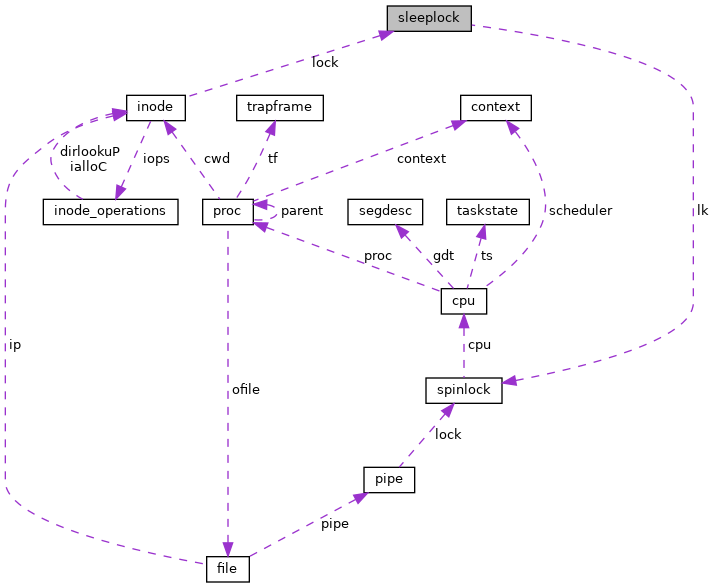 sleeplock
lock
inode
trapframe
context
dirlookuP
ialloC
iops
cwd
tf
context
inode_operations
proc
parent
segdesc
taskstate
scheduler
lk
proc
gdt
ts
cpu
ip
cpu
ofile
spinlock
lock
pipe
pipe
file